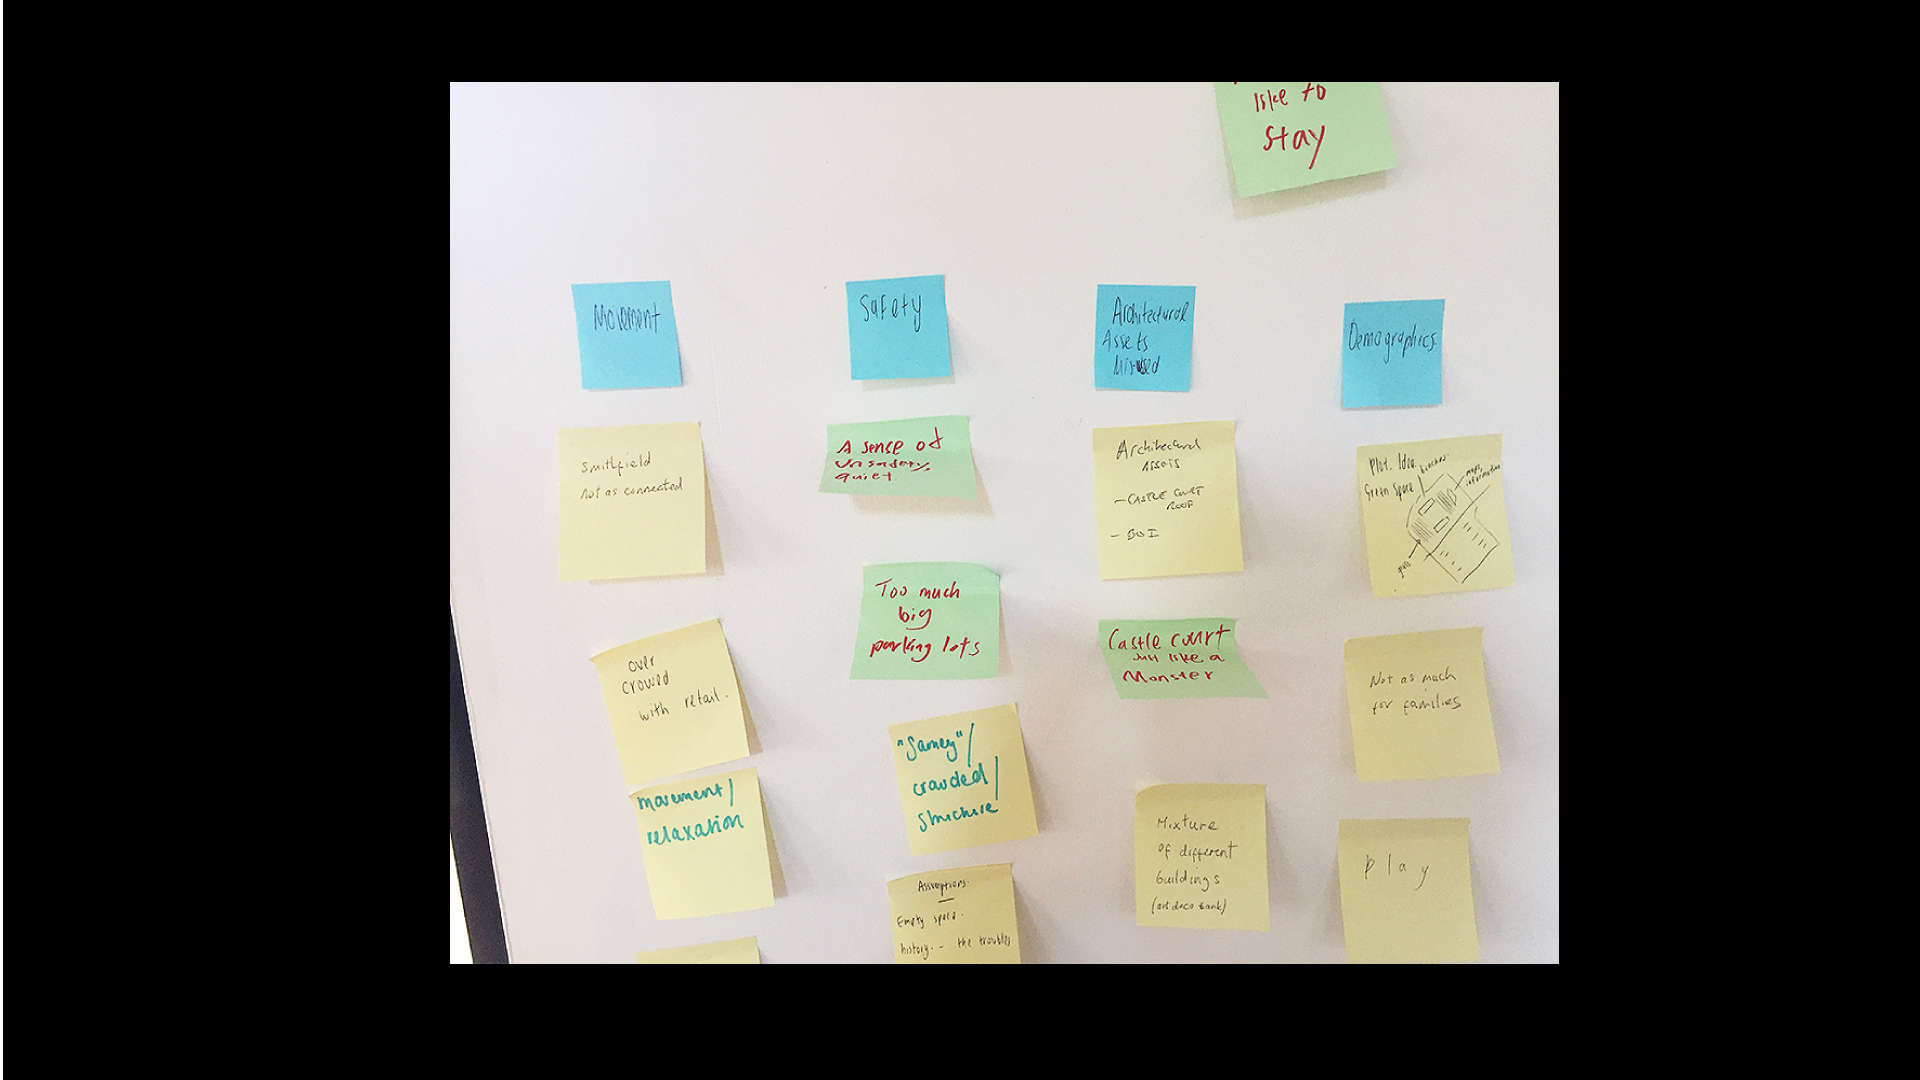 like to
stay
Movement
Safety
Architectural
Assets
Misused
Demographics
Smithfield
not as connected
over
crowed
with retail.
movement/
relaxation
A sense of
quiet
Too much
big
parking lots
"Samey"/
crowded/
structure
Assumptions.
Empty space.
history. - the troubles
Architectural
ASSETS
- CASTLE COURT
ROOF
- BOI
Castle court
Just like a
Monster
Mixture
of different
buildings
(art deco bank)
Plot. Idea.
Green Space
benches.
maps,
information
Not as much
for families
play